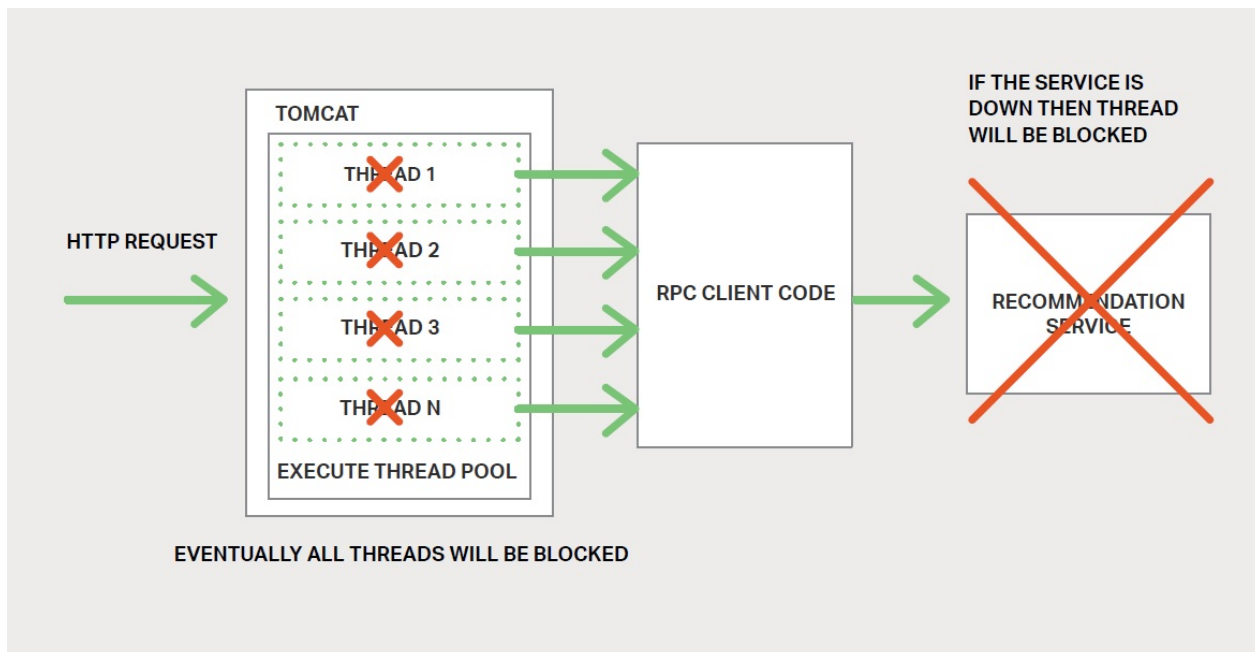 IF THE SERVICE IS
DOWN THEN THREAD
WILL BE BLOCKED
TOMCAT
THREAD 1
HTTP REQUEST
THREAD 2
RPC CLIENT CODE
RECOMMENDATION
SERVICE
THREAD 3
THREAD N
EXECUTE THREAD POOL
EVENTUALLY ALL THREADS WILL BE BLOCKED